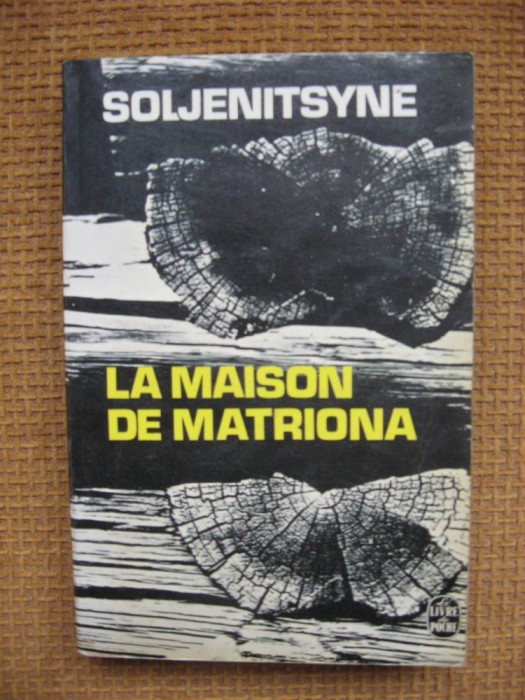 SOLJENITSYNE
LA MAISON
DE MATRIONA
LE
LIVRE
DE
POCHE